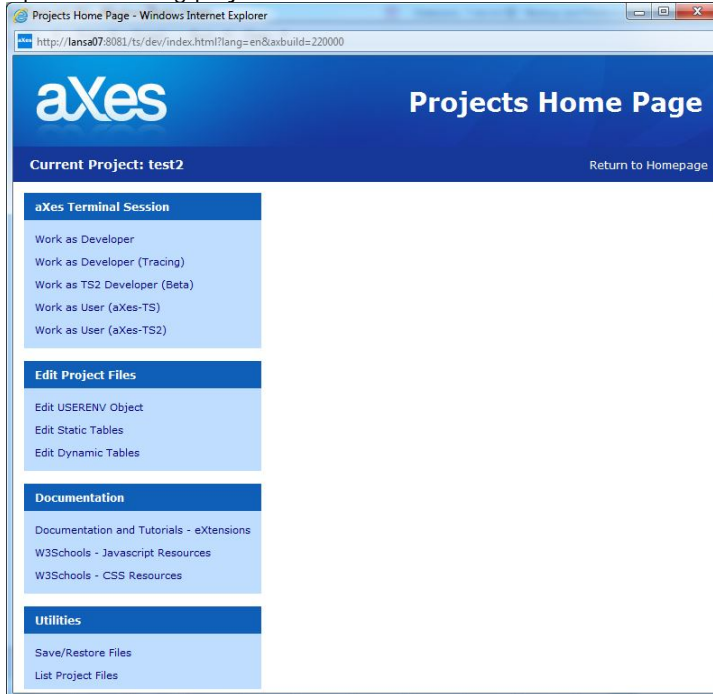 Projects Home Page - Windows Internet Explorer
http://lansa07:8081/ts/dev/index.html?lang=en&axbuild=220000
aXes
Projects Home Page
Current Project: test2
Return to Homepage
aXes Terminal Session
Work as Developer
Work as Developer (Tracing)
Work as TS2 Developer (Beta)
Work as User (aXes-TS)
Work as User (aXes-TS2)
Edit Project Files
Edit USERENV Object
Edit Static Tables
Edit Dynamic Tables
Documentation
Documentation and Tutorials - eXtensions
W3Schools - Javascript Resources
W3Schools - CSS Resources
Utilities
Save/Restore Files
List Project Files